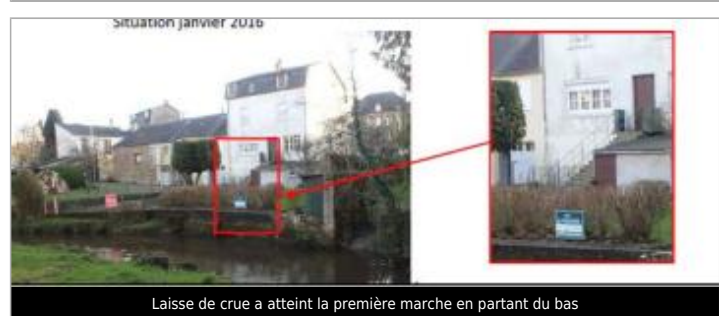 Situation janvier 2016
Laisse de crue a atteint la première marche en partant du bas